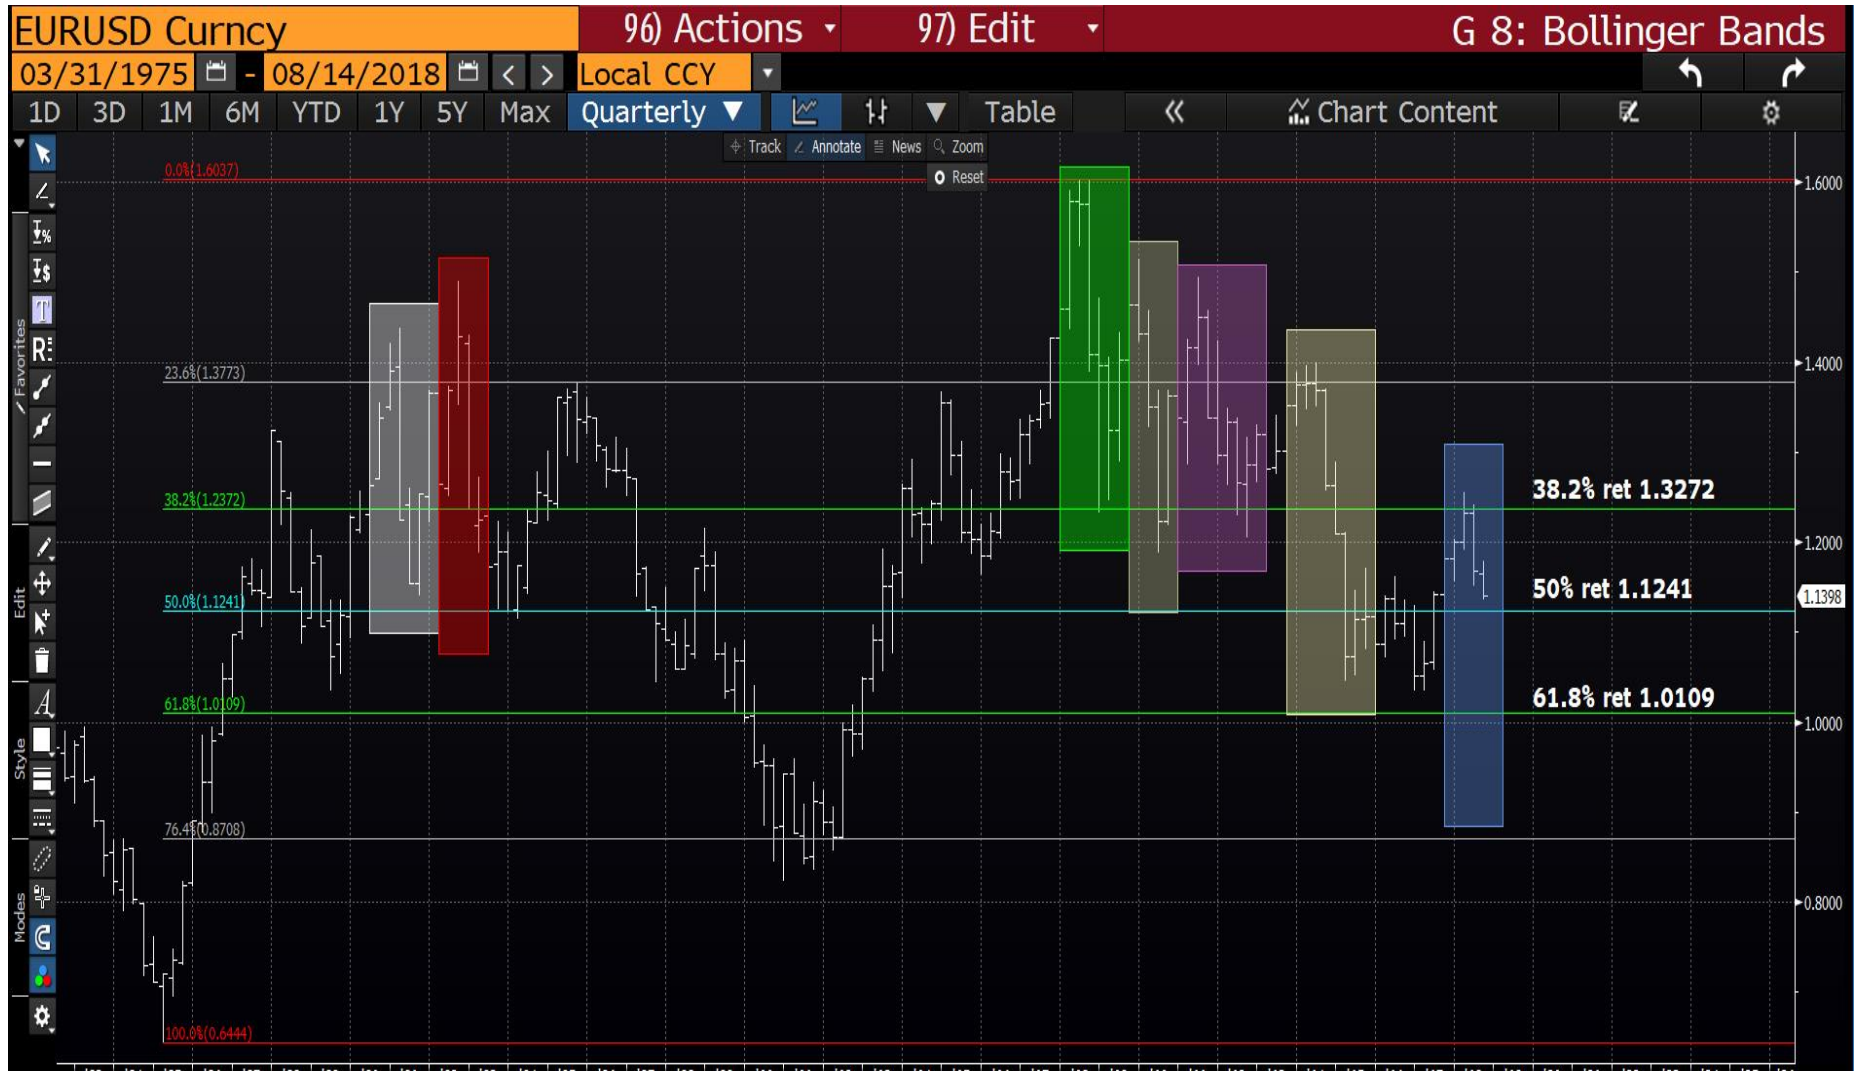 EURUSD Curncy 96) Actions 97) Edit G 8: Bollinger Bands
03/31/1975 - 08/14/2018 Local CCY
1D 3D 1M 6M YTD 1Y 5Y Max Quarterly Table Chart Content
Track Annotate News Zoom
Reset
0.0%(1.6037)
1.6000
1.4000
23.6%(1.3773)
38.2% ret 1.3272
38.2%(1.2372)
1.2000
50% ret 1.1241
50.0%(1.1241)
1.1398
61.8% ret 1.0109
61.8%(1.0109)
1.0000
76.4%(0.8708)
0.8000
100.0%(0.6444)
Favorites
Edit
Style
Modes